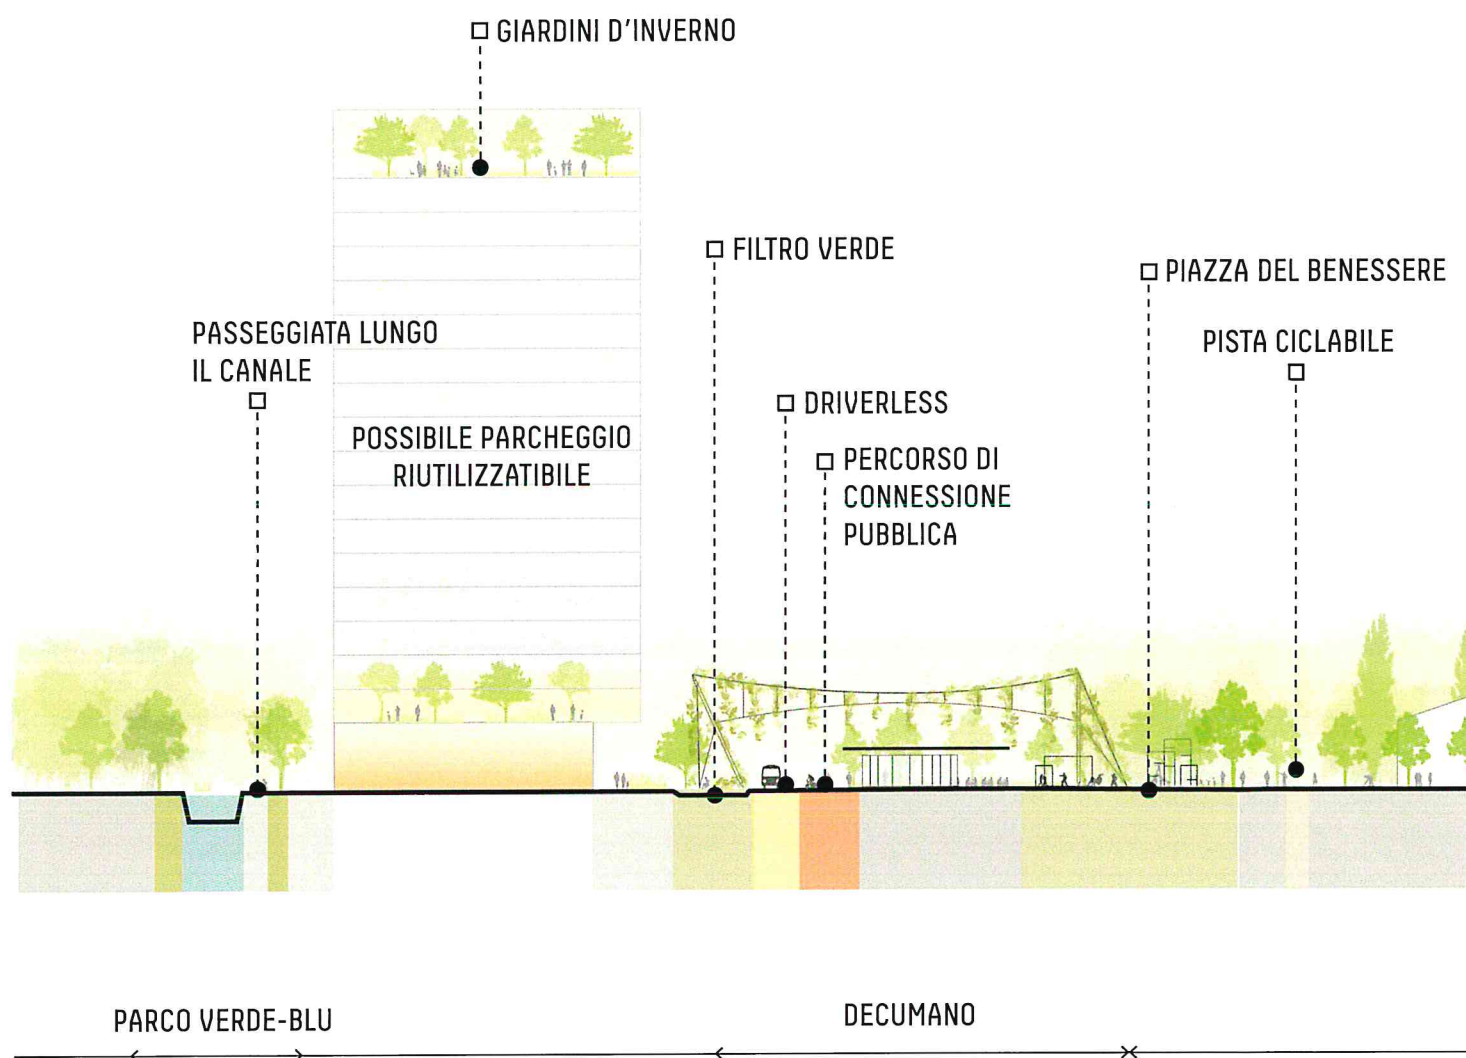 GIARDINI D'INVERNO
FILTRO VERDE
PIAZZA DEL BENESSERE
PASSEGGIATA LUNGO
IL CANALE
PISTA CICLABILE
DRIVERLESS
POSSIBILE PARCHEGGIO
RIUTILIZZATIBILE
PERCORSO DI
CONNESSIONE
PUBBLICA
PARCO VERDE-BLU
DECUMANO